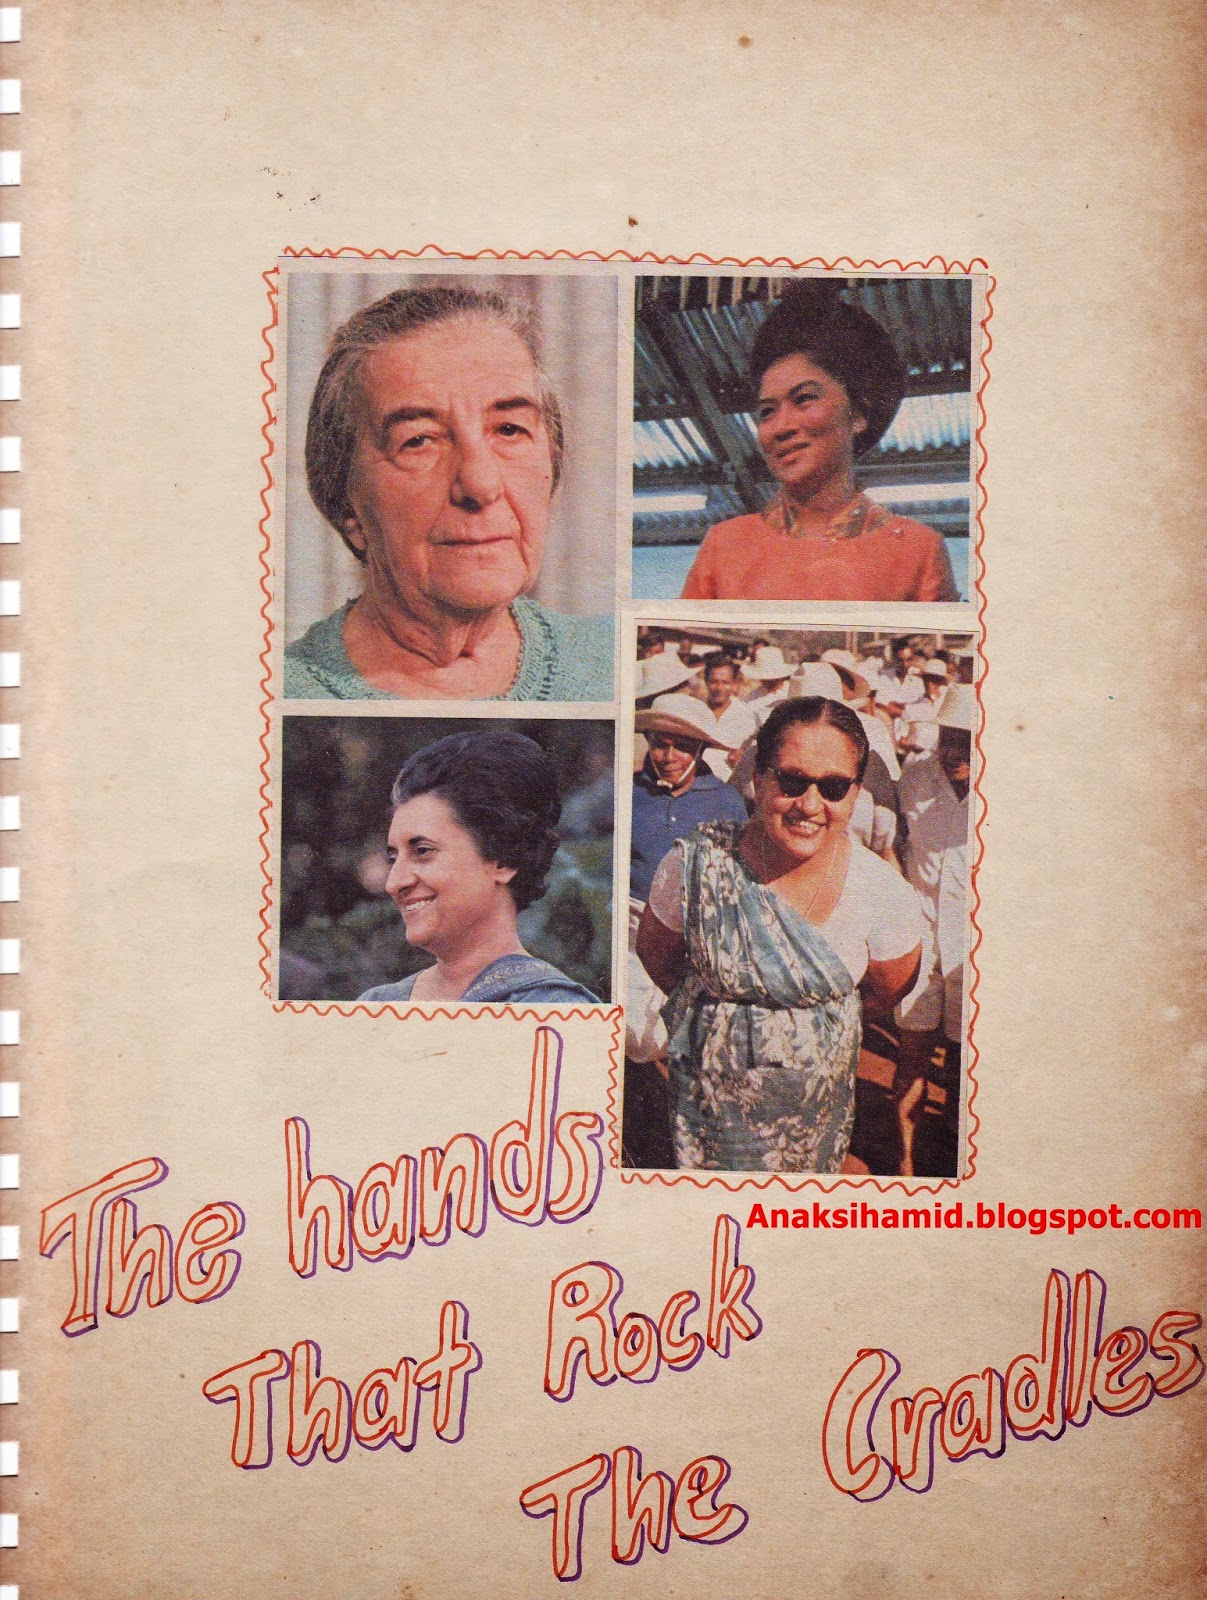 Anaksihamid.blogspot.com
The hands
That Rock
The Cradles